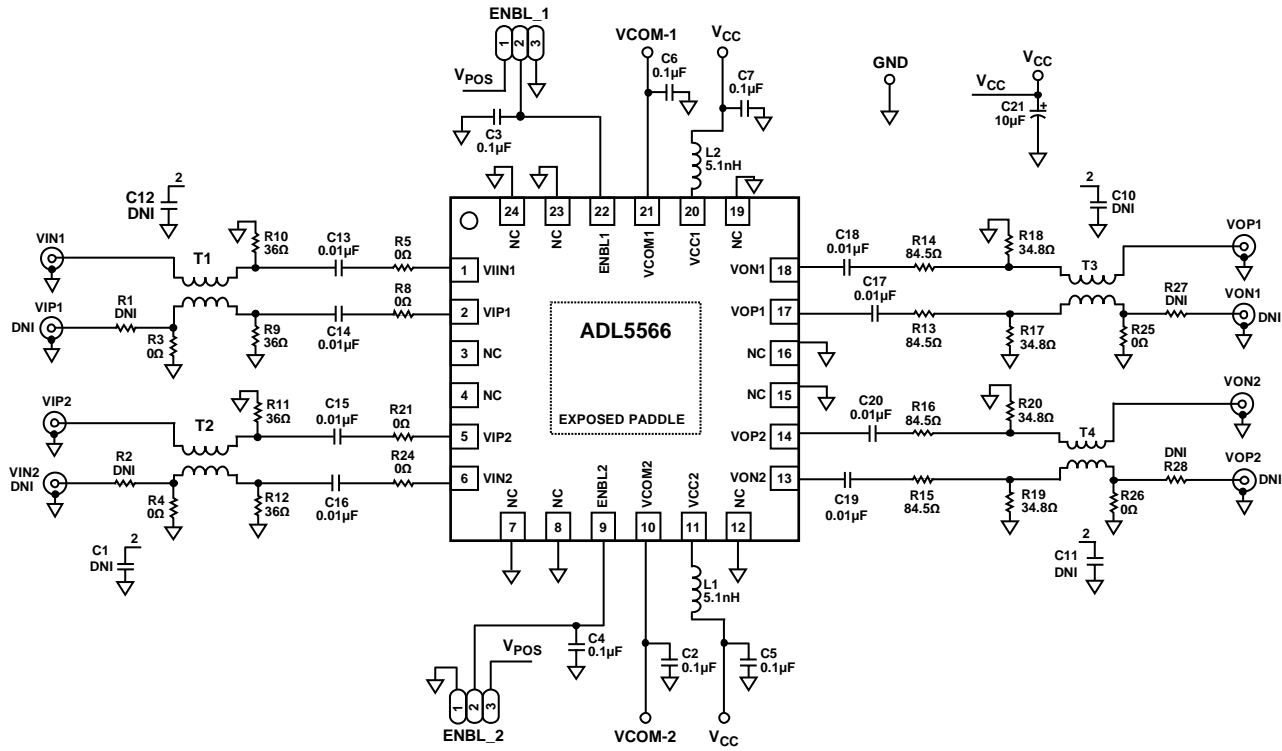 ENBL_1
1
2
3
VPOS
C3
0.1µF
VCOM-1
C6
0.1µF
VCC
C7
0.1µF
L2
5.1nH
GND
VCC
VCC
C21
10µF
+
2
C12
DNI
VIN1
T1
R10
36Ω
C13
0.01µF
R5
0Ω
VIP1
DNI
R1
DNI
R3
0Ω
R9
36Ω
C14
0.01µF
R8
0Ω
VIP2
T2
R11
36Ω
C15
0.01µF
R21
0Ω
VIN2
DNI
R2
DNI
R4
0Ω
R12
36Ω
C16
0.01µF
R24
0Ω
2
C1
DNI
24
NC
23
NC
22
ENBL1
21
VCOM1
20
VCC1
19
NC
1
VIIN1
2
VIP1
3
NC
4
NC
5
VIP2
6
VIN2
ADL5566
EXPOSED PADDLE
VON1
18
VOP1
17
NC
16
NC
15
VOP2
14
VON2
13
NC
7
NC
8
ENBL2
9
VCOM2
10
VCC2
11
NC
12
C18
0.01µF
R14
84.5Ω
R18
34.8Ω
2
C10
DNI
T3
VOP1
C17
0.01µF
R13
84.5Ω
R17
34.8Ω
R25
0Ω
R27
DNI
VON1
DNI
C20
0.01µF
R16
84.5Ω
R20
34.8Ω
T4
VON2
C19
0.01µF
R15
84.5Ω
R19
34.8Ω
R26
0Ω
DNI
R28
VOP2
DNI
2
C11
DNI
L1
5.1nH
C4
0.1µF
C2
0.1µF
C5
0.1µF
VPOS
1
2
3
ENBL_2
VCOM-2
VCC